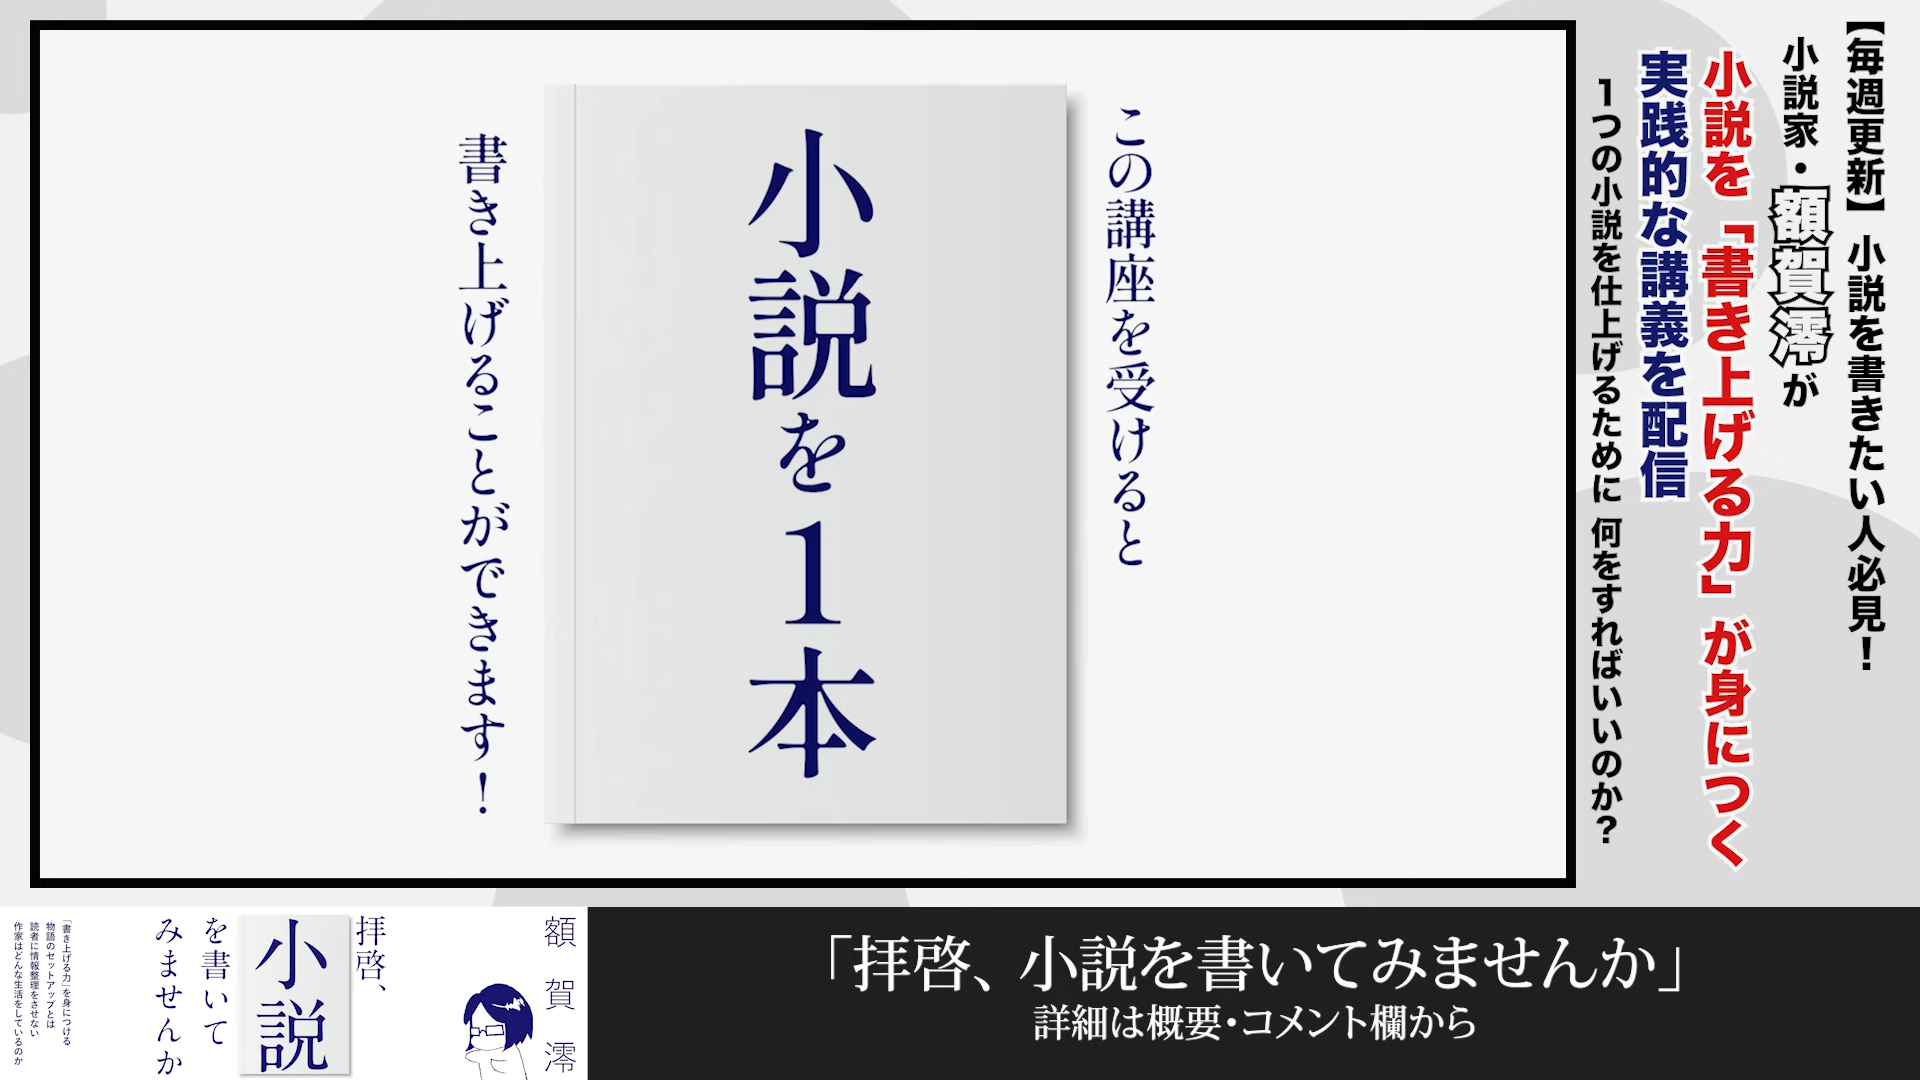 【毎週更新】小説を書きたい人必見！
小説家・額賀澪が
小説を「書き上げる力」が身につく
実践的な講義を配信
1つの小説を仕上げるために 何をすればいいのか？
この講座を受けると
小説を1本
書き上げることができます！
額賀澪
拝啓、
小説
を書いて
みませんか
「書き上げる力」を身につける
物語のセットアップとは
読者に情報整理をさせない
作家はどんな生活をしているのか
「拝啓、小説を書いてみませんか」
詳細は概要・コメント欄から